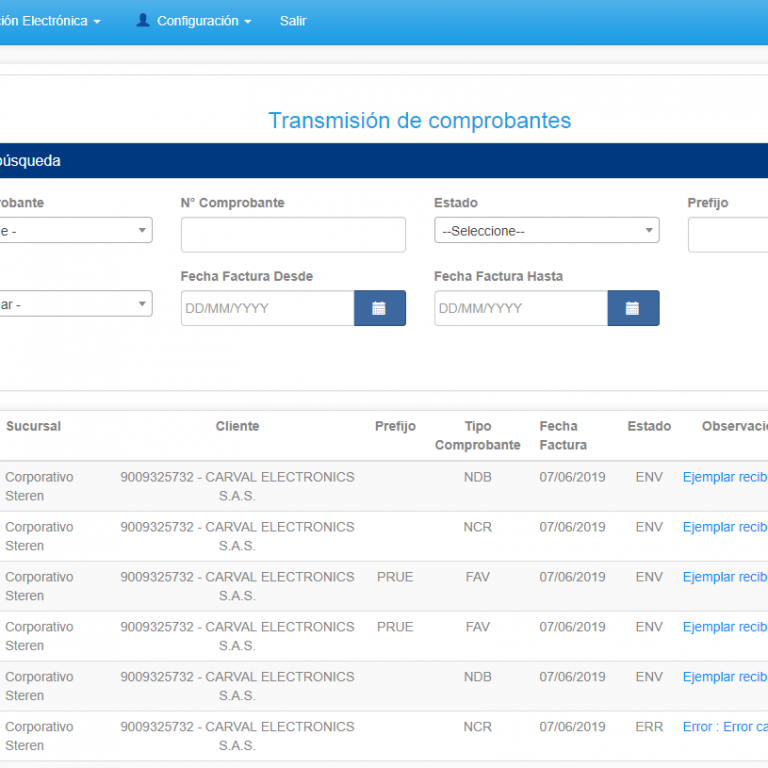 ión Electrónica Configuración Salir
Transmisión de comprobantes
búsqueda
robante N° Comprobante Estado Prefijo
e - --Seleccione--
Fecha Factura Desde Fecha Factura Hasta
ar - DD/MM/YYYY DD/MM/YYYY
Sucursal Cliente Prefijo Tipo Fecha Estado Observacio
Comprobante Factura
Corporativo 9009325732 - CARVAL ELECTRONICS NDB 07/06/2019 ENV Ejemplar recib
Steren S.A.S.
Corporativo 9009325732 - CARVAL ELECTRONICS NCR 07/06/2019 ENV Ejemplar recib
Steren S.A.S.
Corporativo 9009325732 - CARVAL ELECTRONICS PRUE FAV 07/06/2019 ENV Ejemplar recib
Steren S.A.S.
Corporativo 9009325732 - CARVAL ELECTRONICS PRUE FAV 07/06/2019 ENV Ejemplar recib
Steren S.A.S.
Corporativo 9009325732 - CARVAL ELECTRONICS NDB 07/06/2019 ENV Ejemplar recib
Steren S.A.S.
Corporativo 9009325732 - CARVAL ELECTRONICS NCR 07/06/2019 ERR Error : Error ca
Steren S.A.S.